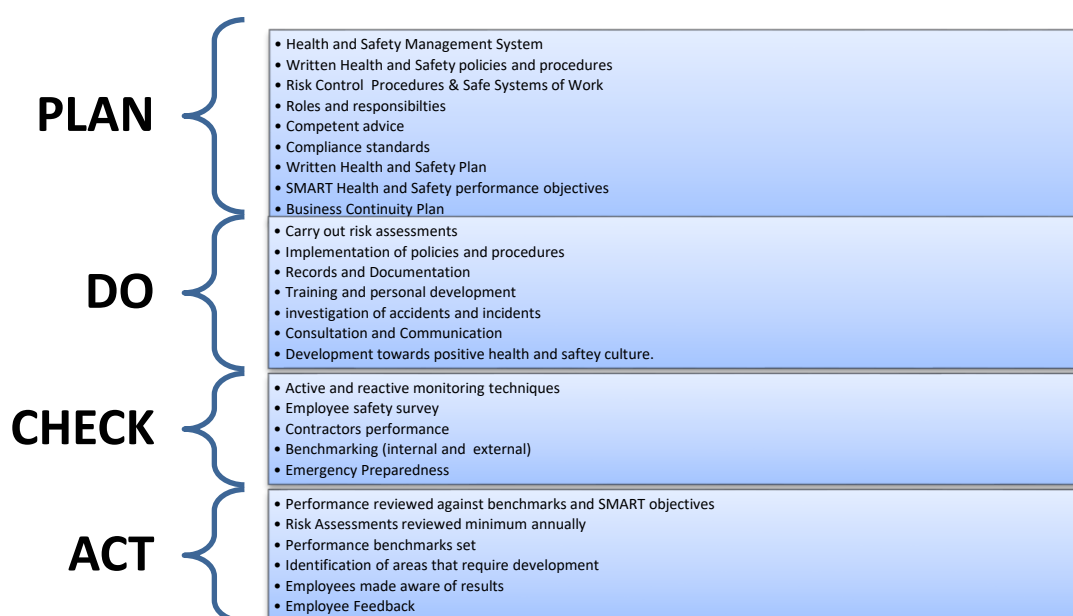 PLAN
• Health and Safety Management System
• Written Health and Safety policies and procedures
• Risk Control  Procedures & Safe Systems of Work
• Roles and responsibilties
• Competent advice
• Compliance standards
• Written Health and Safety Plan
• SMART Health and Safety performance objectives
• Business Continuity Plan
DO
• Carry out risk assessments
• Implementation of policies and procedures
• Records and Documentation
• Training and personal development
• investigation of accidents and incidents
• Consultation and Communication
• Development towards positive health and saftey culture.
CHECK
• Active and reactive monitoring techniques
• Employee safety survey
• Contractors performance
• Benchmarking (internal and  external)
• Emergency Preparedness
ACT
• Performance reviewed against benchmarks and SMART objectives
• Risk Assessments reviewed minimum annually
• Performance benchmarks set
• Identification of areas that require development
• Employees made aware of results
• Employee Feedback